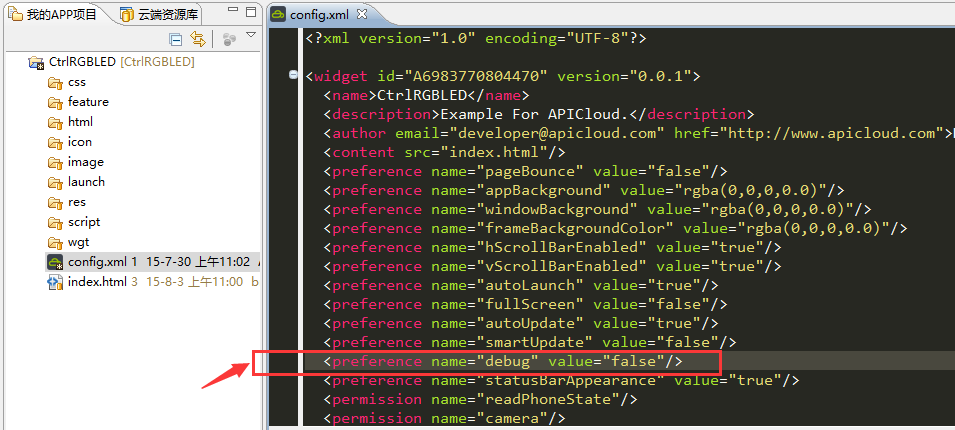 我的APP项目
云端资源库
CtrlRGBLED [CtrlRGBLED]
css
feature
html
icon
image
launch
res
script
wgt
config.xml 1 15-7-30 上午11:02
index.html 3 15-8-3 上午11:00 b
config.xml
<?xml version="1.0" encoding="UTF-8"?>
<widget id="A6983770804470" version="0.0.1">
<name>CtrlRGBLED</name>
<description>Example For APICloud.</description>
<author email="developer@apicloud.com" href="http://www.apicloud.com">
<content src="index.html"/>
<preference name="pageBounce" value="false"/>
<preference name="appBackground" value="rgba(0,0,0,0.0)"/>
<preference name="windowBackground" value="rgba(0,0,0,0.0)"/>
<preference name="frameBackgroundColor" value="rgba(0,0,0,0.0)"/>
<preference name="hScrollBarEnabled" value="true"/>
<preference name="vScrollBarEnabled" value="true"/>
<preference name="autoLaunch" value="true"/>
<preference name="fullScreen" value="false"/>
<preference name="autoUpdate" value="true"/>
<preference name="smartUpdate" value="false"/>
<preference name="debug" value="false"/>
<preference name="statusBarAppearance" value="true"/>
<permission name="readPhoneState"/>
<permission name="camera"/>